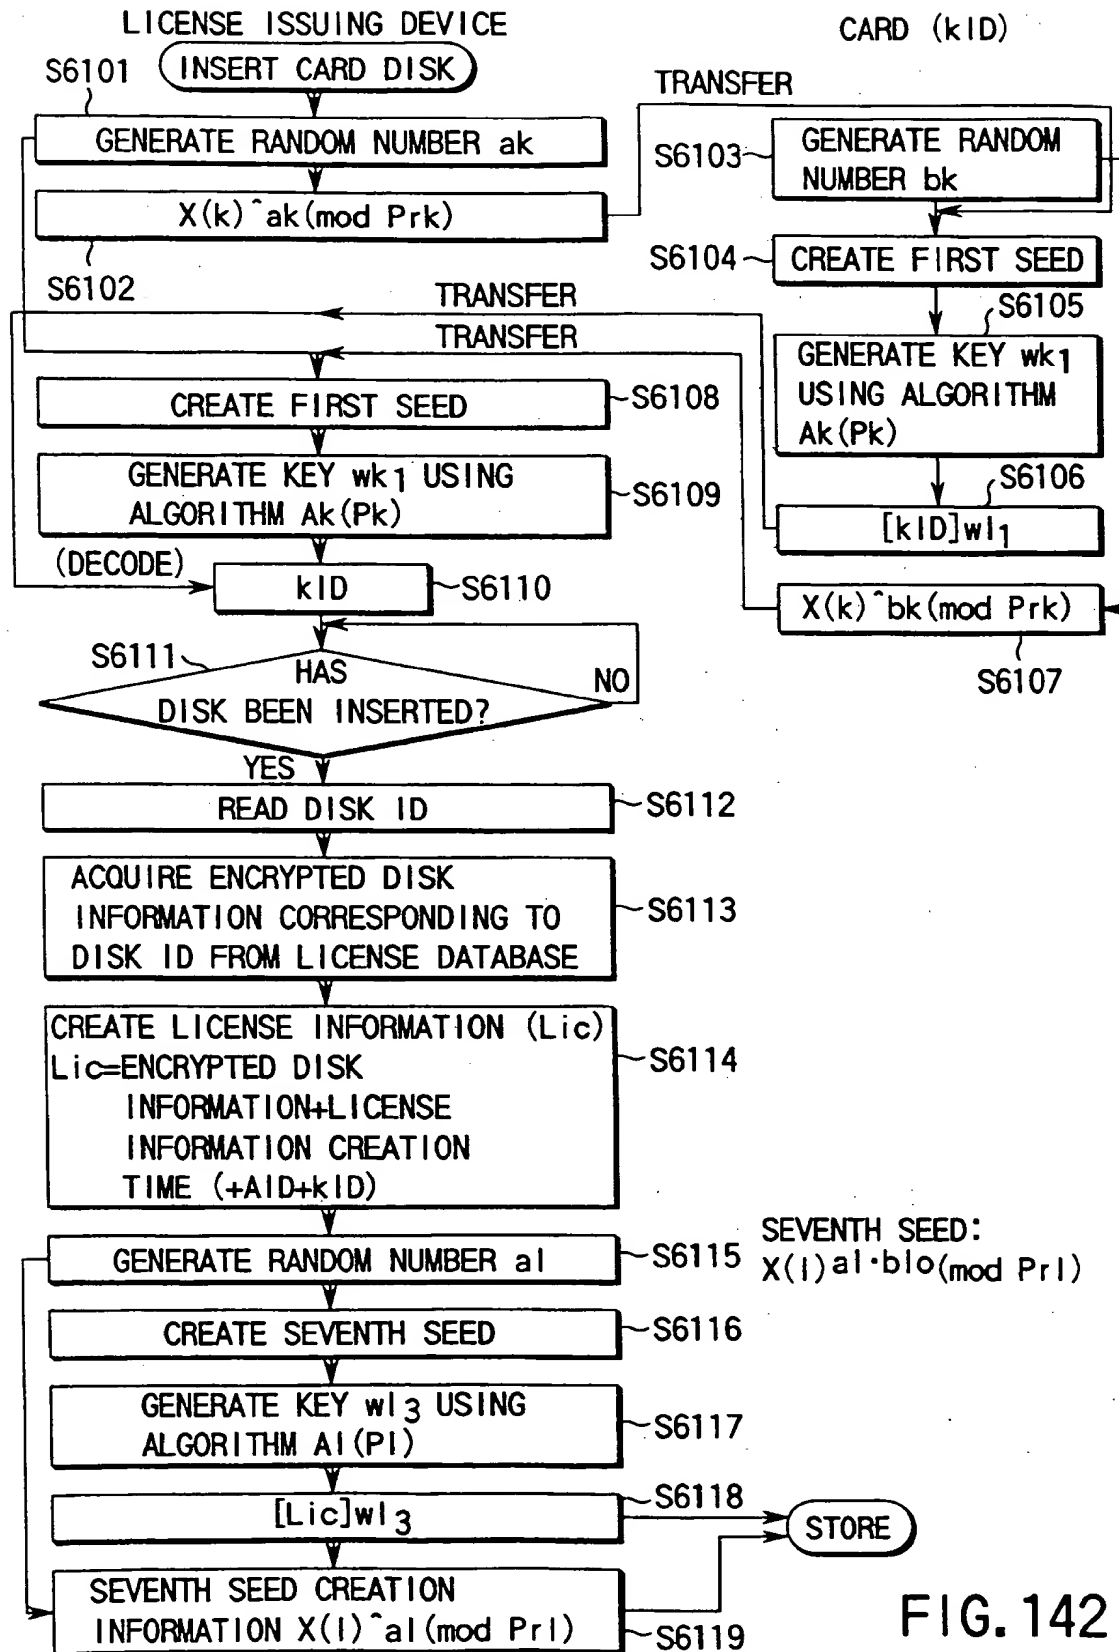 LICENSE ISSUING DEVICE
CARD (kID)
INSERT CARD DISK
S6101
TRANSFER
GENERATE RANDOM NUMBER ak
S6103
GENERATE RANDOM
NUMBER bk
X(k)^ak(mod Prk)
S6102
S6104
CREATE FIRST SEED
TRANSFER
S6105
TRANSFER
GENERATE KEY wk1
USING ALGORITHM
Ak(Pk)
CREATE FIRST SEED
S6108
GENERATE KEY wk1 USING
ALGORITHM Ak(Pk)
S6109
S6106
[kID]wl1
(DECODE)
kID
S6110
X(k)^bk(mod Prk)
S6107
S6111
HAS
DISK BEEN INSERTED?
NO
YES
READ DISK ID
S6112
ACQUIRE ENCRYPTED DISK
INFORMATION CORRESPONDING TO
DISK ID FROM LICENSE DATABASE
S6113
CREATE LICENSE INFORMATION (Lic)
Lic=ENCRYPTED DISK
INFORMATION+LICENSE
INFORMATION CREATION
TIME (+AID+kID)
S6114
GENERATE RANDOM NUMBER al
S6115
SEVENTH SEED:
X(l)al·blo(mod Prl)
CREATE SEVENTH SEED
S6116
GENERATE KEY wl3 USING
ALGORITHM Al(Pl)
S6117
[Lic]wl3
S6118
STORE
SEVENTH SEED CREATION
INFORMATION X(l)^al(mod Prl)
S6119
FIG. 142